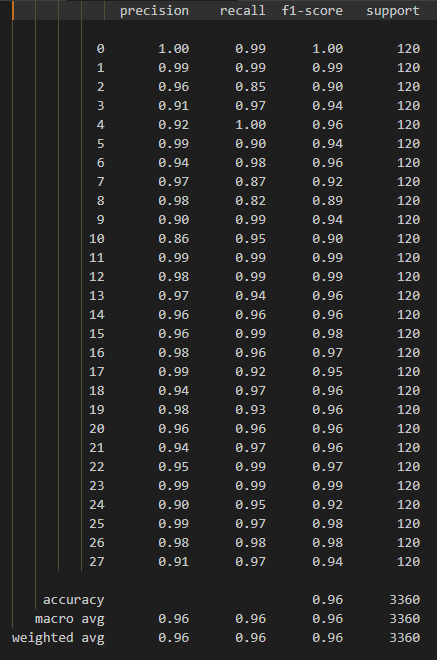 precision recall f1-score support
0 1.00 0.99 1.00 120
1 0.99 0.99 0.99 120
2 0.96 0.85 0.90 120
3 0.91 0.97 0.94 120
4 0.92 1.00 0.96 120
5 0.99 0.90 0.94 120
6 0.94 0.98 0.96 120
7 0.97 0.87 0.92 120
8 0.98 0.82 0.89 120
9 0.90 0.99 0.94 120
10 0.86 0.95 0.90 120
11 0.99 0.99 0.99 120
12 0.98 0.99 0.99 120
13 0.97 0.94 0.96 120
14 0.96 0.96 0.96 120
15 0.96 0.99 0.98 120
16 0.98 0.96 0.97 120
17 0.99 0.92 0.95 120
18 0.94 0.97 0.96 120
19 0.98 0.93 0.96 120
20 0.96 0.96 0.96 120
21 0.94 0.97 0.96 120
22 0.95 0.99 0.97 120
23 0.99 0.99 0.99 120
24 0.90 0.95 0.92 120
25 0.99 0.97 0.98 120
26 0.98 0.98 0.98 120
27 0.91 0.97 0.94 120
accuracy 0.96 3360
macro avg 0.96 0.96 0.96 3360
weighted avg 0.96 0.96 0.96 3360